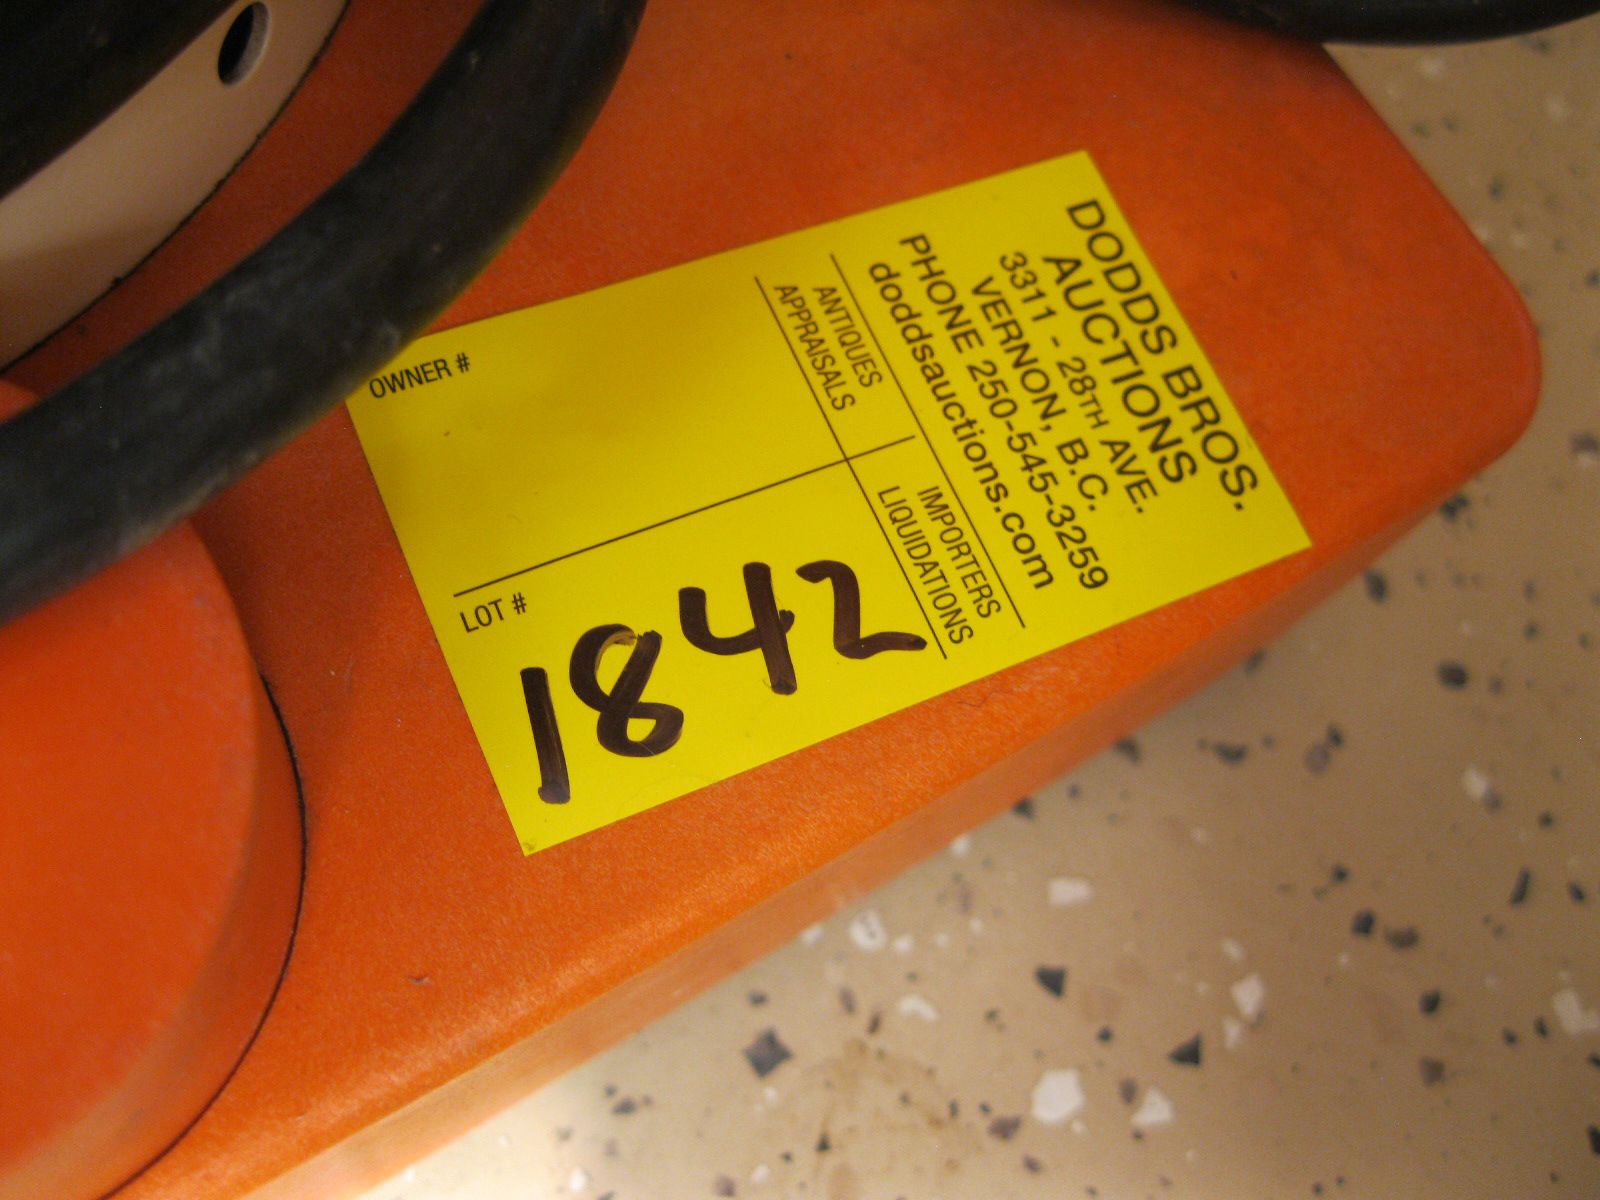 DODDS BROS.
AUCTIONS
3311 - 28TH AVE.
VERNON, B.C.
PHONE 250-545-3259
doddsauctions.com
ANTIQUES
APPRAISALS
IMPORTERS
LIQUIDATIONS
OWNER #
LOT #
1842